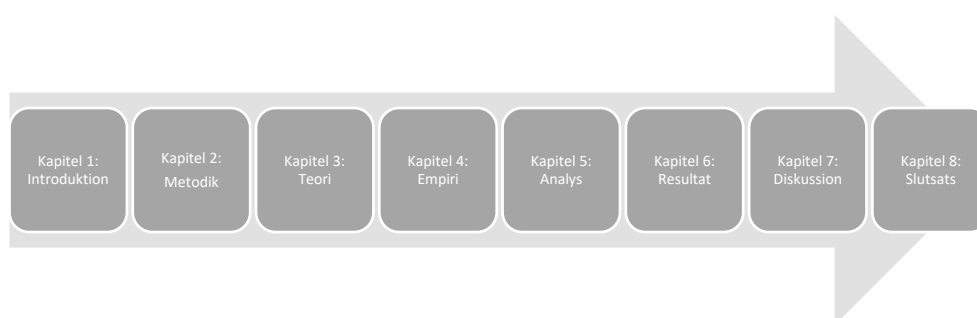 Kapitel 1:
Introduktion
Kapitel 2:
Metodik
Kapitel 3:
Teori
Kapitel 4:
Empiri
Kapitel 5:
Analys
Kapitel 6:
Resultat
Kapitel 7:
Diskussion
Kapitel 8:
Slutsats